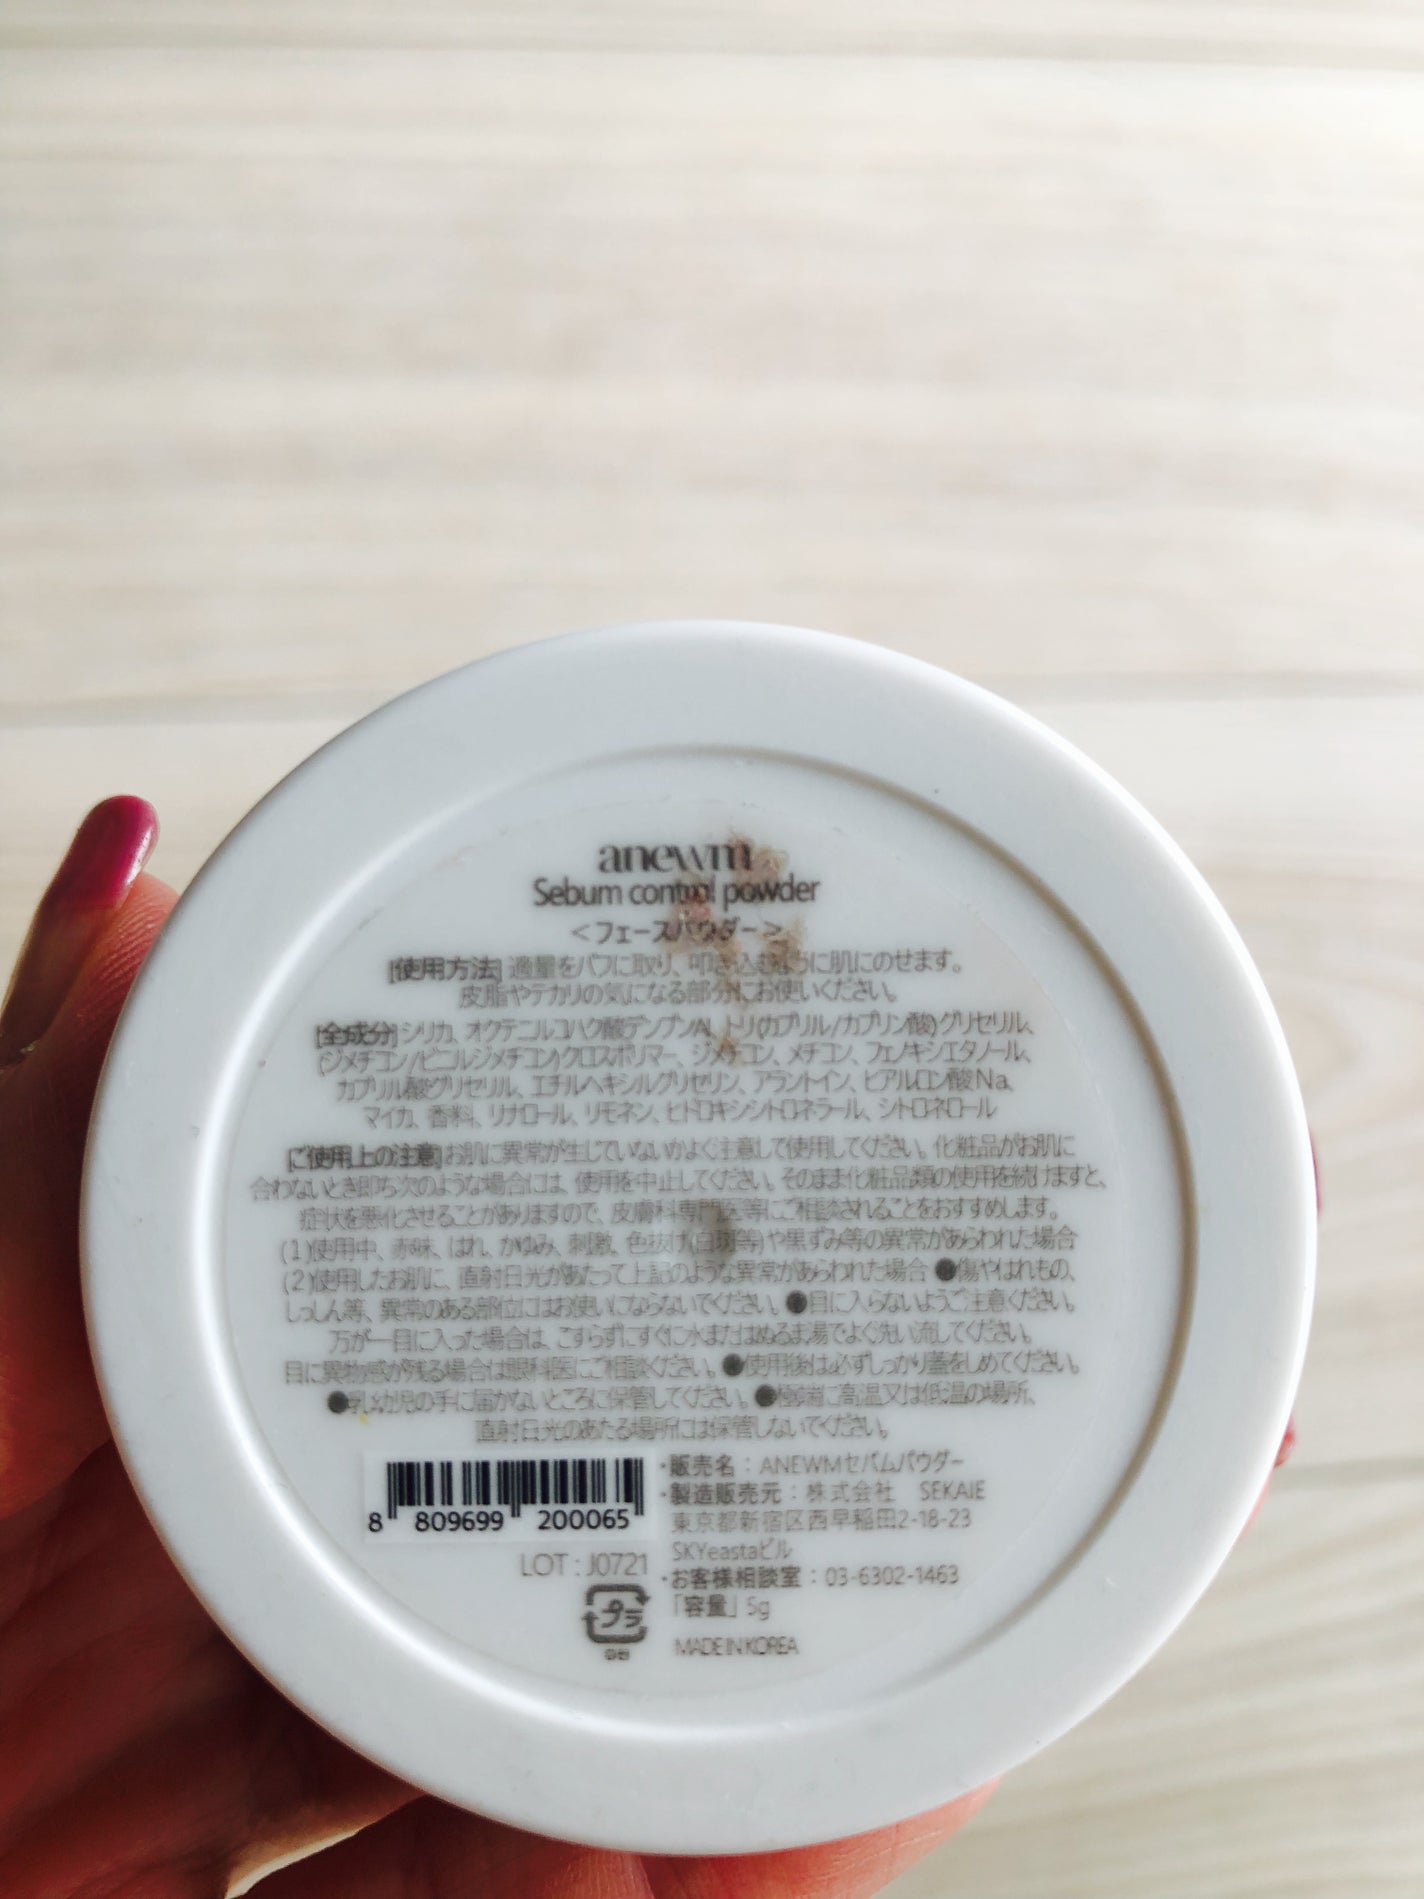 anewm
Sebum control powder
<フェースパウダー>
[使用方法] 適量をパフに取り、叩き込むように肌にのせます。
皮脂やテカリの気になる部分にお使いください。
[全成分] シリカ、オクテニルコハク酸デンプンAl、トリ(カプリル/カプリン酸)グリセリル、
(ジメチコン/ビニルジメチコン)クロスポリマー、ジメチコン、メチコン、フェノキシエタノール、
カプリル酸グリセリル、エチルヘキシルグリセリン、アラントイン、ヒアルロン酸Na、
マイカ、香料、リナロール、リモネン、ヒドロキシシトロネラール、シトロネロール
[ご使用上の注意] お肌に異常が生じていないかよく注意して使用してください。化粧品がお肌に
合わないとき即ち次のような場合には、使用を中止してください。そのまま化粧品類の使用を続けますと、
症状を悪化させることがありますので、皮膚科専門医等にご相談されることをおすすめします。
(1)使用中、赤味、はれ、かゆみ、刺激、色抜け(白斑等)や黒ずみ等の異常があらわれた場合
(2)使用したお肌に、直射日光があたって上記のような異常があらわれた場合 ●傷やはれもの、
しっしん等、異常のある部位にはお使いにならないでください。●目に入らないようご注意ください。
万が一目に入った場合は、こすらずにすぐに水またはぬるま湯でよく洗い流してください。
目に異物感が残る場合は眼科医にご相談ください。●使用後は必ずしっかり蓋をしめてください。
●乳幼児の手に届かないところに保管してください。●極端に高温又は低温の場所、
直射日光のあたる場所には保管しないでください。
8 809699 200065
LOT : J0721
プラ
・販売名：ANEWMセバムパウダー
・製造販売元：株式会社 SEKAIE
東京都新宿区西早稲田2-18-23
SKYeastaビル
・お客様相談室：03-6302-1463
「容量」5g
MADE IN KOREA